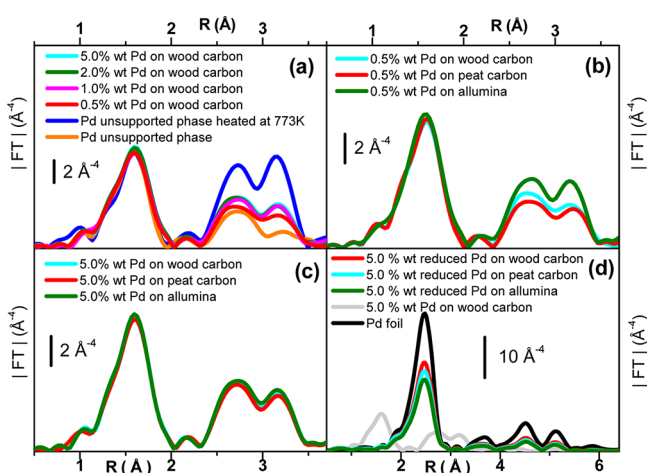 R (Å)
1 2 3 1 2 3
5.0% wt Pd on wood carbon
2.0% wt Pd on wood carbon
1.0% wt Pd on wood carbon
0.5% wt Pd on wood carbon
Pd unsupported phase heated at 773K
Pd unsupported phase
(a)
2 Å-4
| FT | (Å-4)
0.5% wt Pd on wood carbon
0.5% wt Pd on peat carbon
0.5% wt Pd on allumina
(b)
2 Å-4
| FT | (Å-4)
5.0% wt Pd on wood carbon
5.0% wt Pd on peat carbon
5.0% wt Pd on allumina
(c)
2 Å-4
| FT | (Å-4)
5.0 % wt reduced Pd on wood carbon
5.0 % wt reduced Pd on peat carbon
5.0 % wt reduced Pd on allumina
5.0 % wt Pd on wood carbon
Pd foil
(d)
10 Å-4
| FT | (Å-4)
1 2 3 2 4 6
R (Å) R (Å)